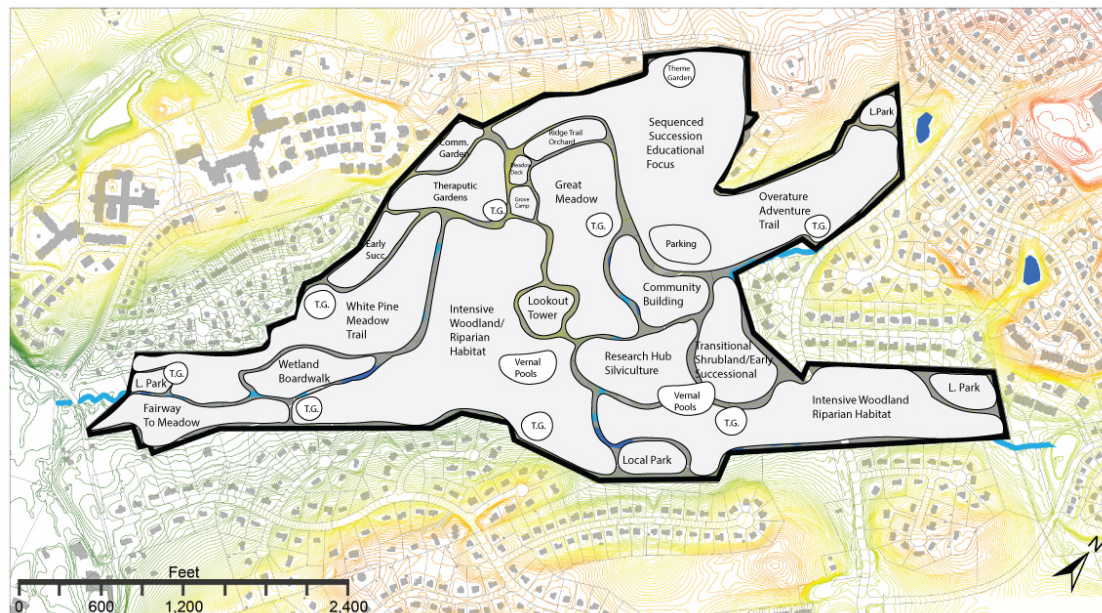 Theme
Garden
L.Park
Sequenced
Succession
Educational
Focus
Ridge Trail
Orchard
Comm.
Garden
Meadow
Deck
Great
Meadow
Theraputic
Gardens
Grove
Camp
T.G.
T.G.
Overature
Adventure
Trail
T.G.
Parking
Early
Succ.
Community
Building
T.G.
White Pine
Meadow
Trail
Intensive
Woodland/
Riparian
Habitat
Lookout
Tower
Transitional
Shrubland/Early
Successional
Research Hub
Silviculture
Wetland
Boardwalk
Vernal
Pools
T.G.
L. Park
L. Park
Vernal
Pools
Intensive Woodland
Riparian Habitat
Fairway
To Meadow
T.G.
T.G.
T.G.
Local Park
N
Feet
0 600 1,200 2,400